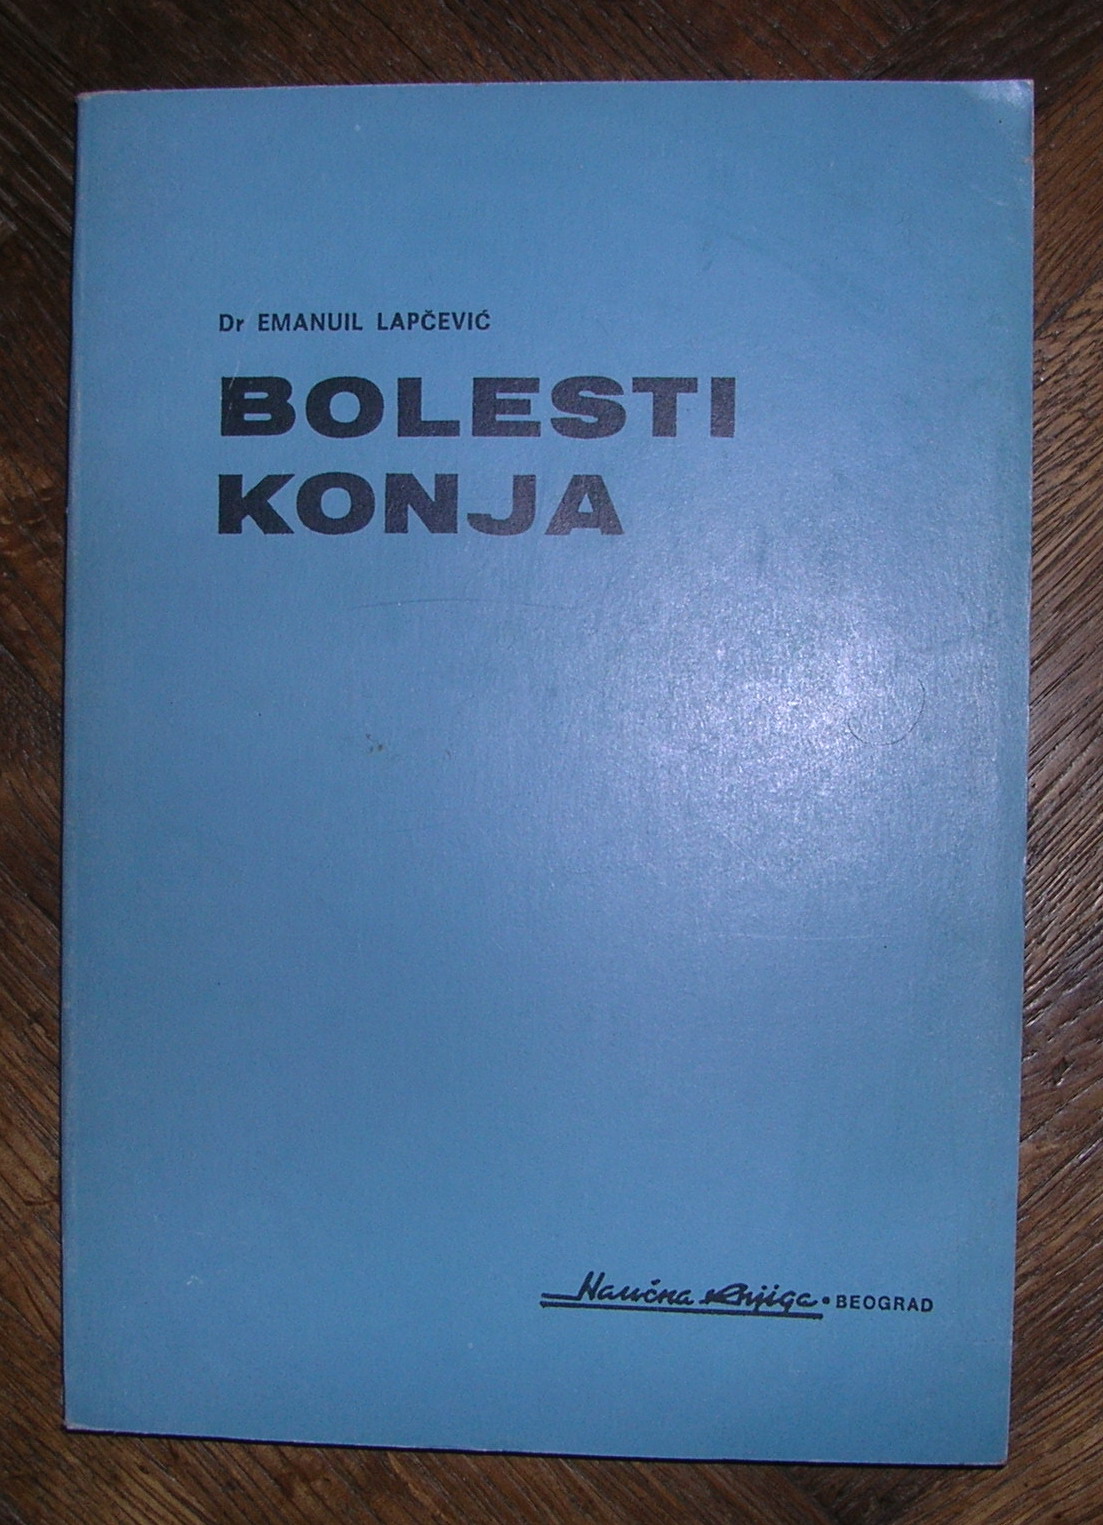 Dr EMANUIL LAPČEVIĆ
BOLESTI
KONJA
Naučna knjiga • BEOGRAD